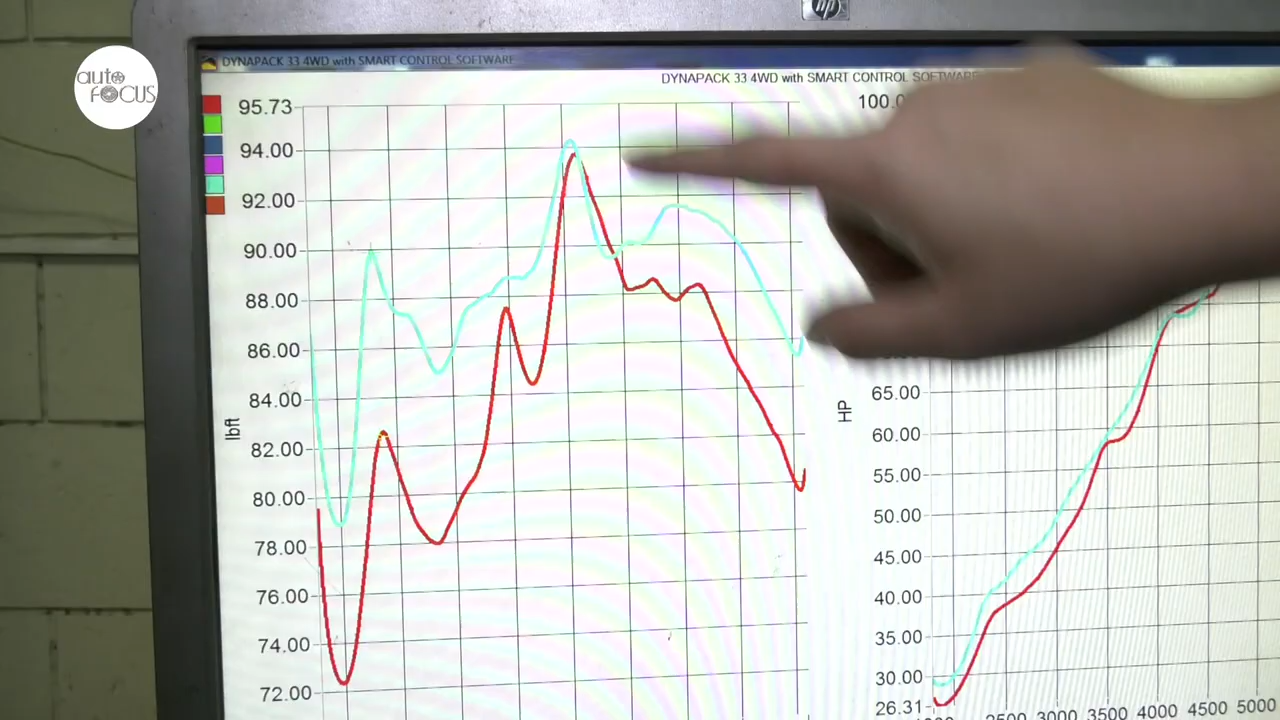 hp
auto
FOCUS
DYNAPACK 33 4WD with SMART CONTROL SOFTWARE
DYNAPACK 33 4WD with SMART CONTROL SOFTWARE
95.73
94.00
92.00
90.00
88.00
86.00
84.00
82.00
80.00
78.00
76.00
74.00
72.00
lbft
100.0
65.00
60.00
55.00
50.00
45.00
40.00
35.00
30.00
26.31
HP
2500 3000 3500 4000 4500 5000